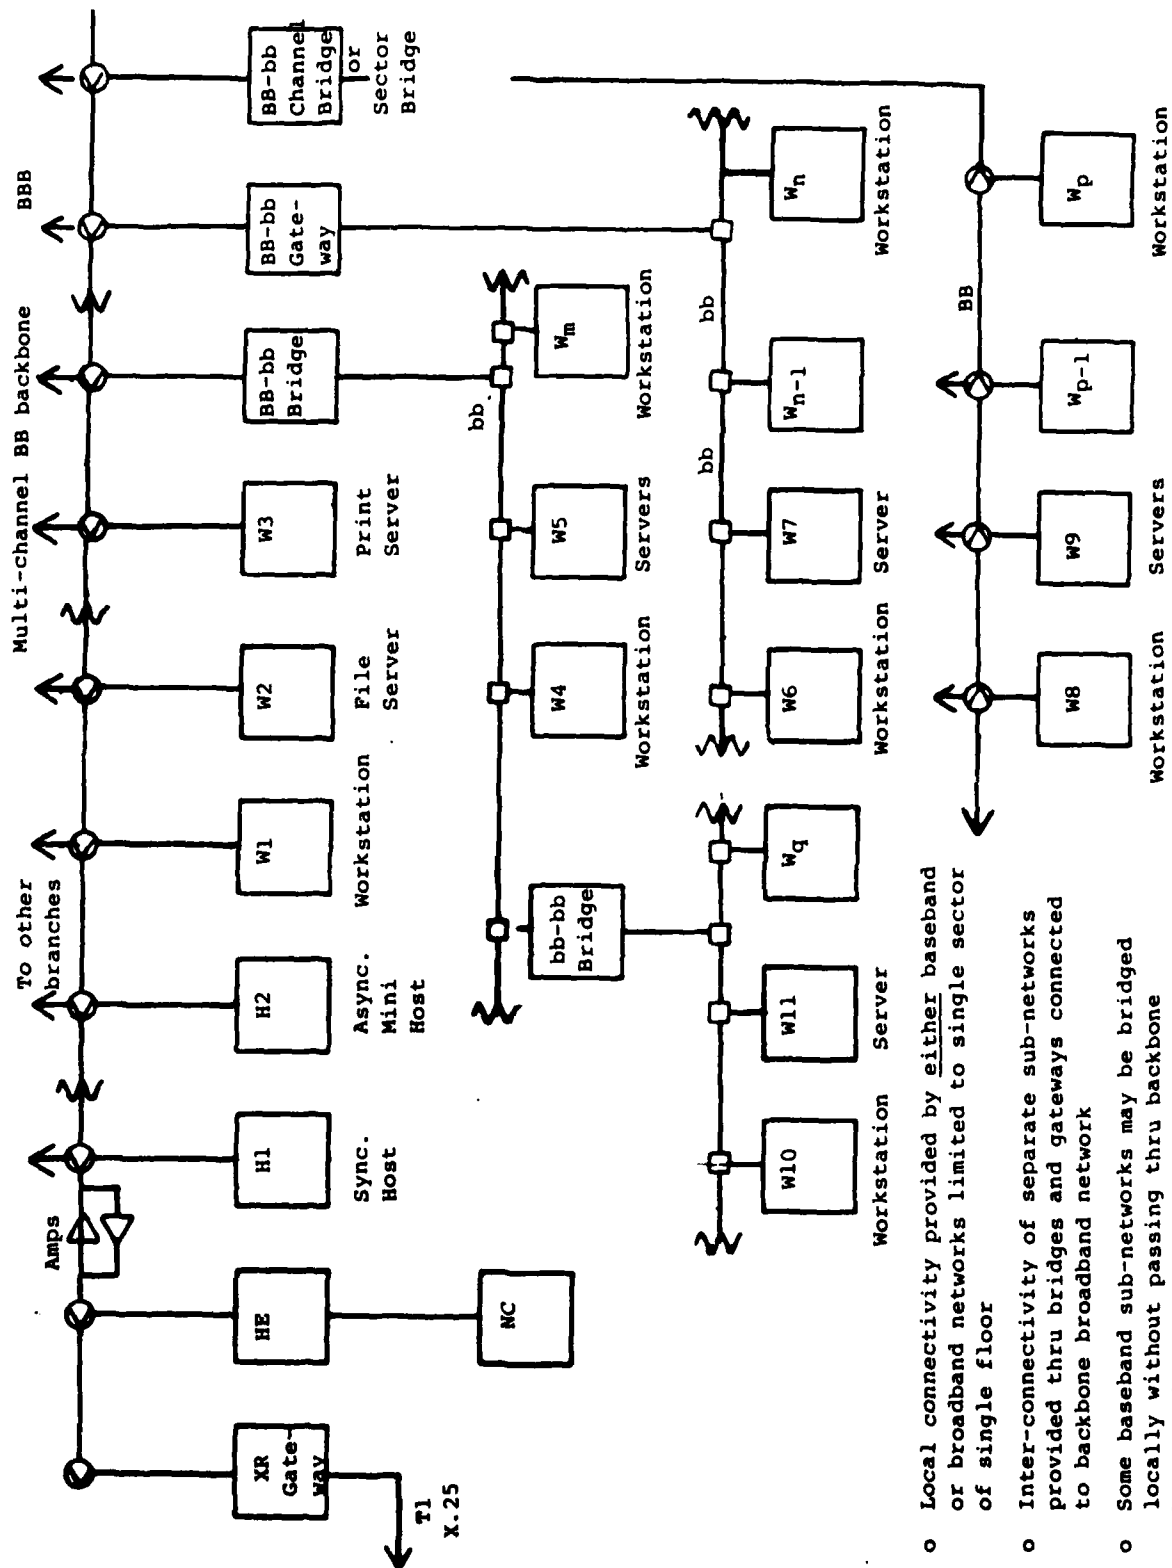 Multi-channel BB backbone
BBB
To other
branches
Amps
XR
Gate-
way
T1
X.25
HE
NC
H1
Sync.
Host
H2
Async.
Mini
Host
W1
Workstation
W2
File
Server
W3
Print
Server
BB-bb
Bridge
BB-bb
Gate-
way
BB-bb
Channel
Bridge
or
Sector
Bridge
bb
bb-bb
Bridge
W4
Workstation
W5
Servers
Wm
Workstation
W10
Workstation
W11
Server
Wq
W6
Workstation
W7
Server
bb
Wn-1
bb
Wn
Workstation
W8
Workstation
W9
Servers
Wp-1
BB
Wp
Workstation
o Local connectivity provided by either baseband
or broadband networks limited to single sector
of single floor
o Inter-connectivity of separate sub-networks
provided thru bridges and gateways connected
to backbone broadband network
o Some baseband sub-networks may be bridged
locally without passing thru backbone